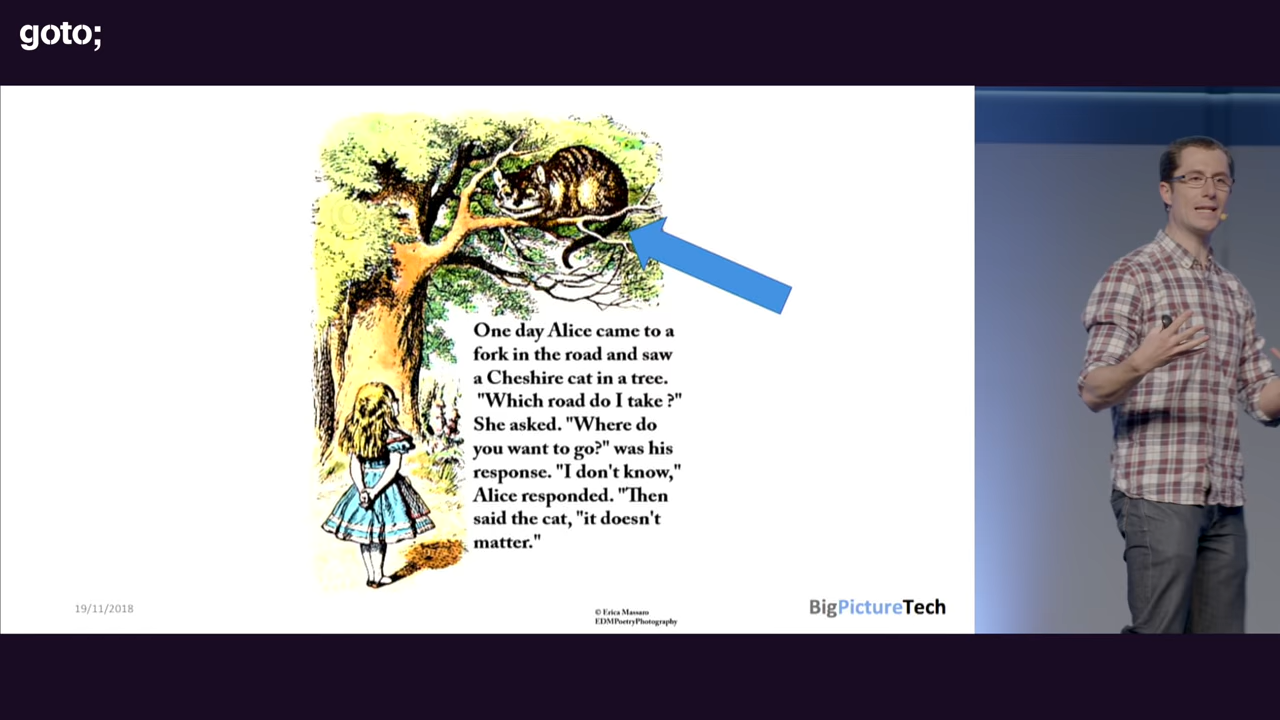 goto;
One day Alice came to a
fork in the road and saw
a Cheshire cat in a tree.
"Which road do I take ?"
She asked. "Where do
you want to go?" was his
response. "I don't know,"
Alice responded. "Then
said the cat, "it doesn't
matter."
19/11/2018
© Erica Massaro
EDMPoetryPhotography
BigPictureTech